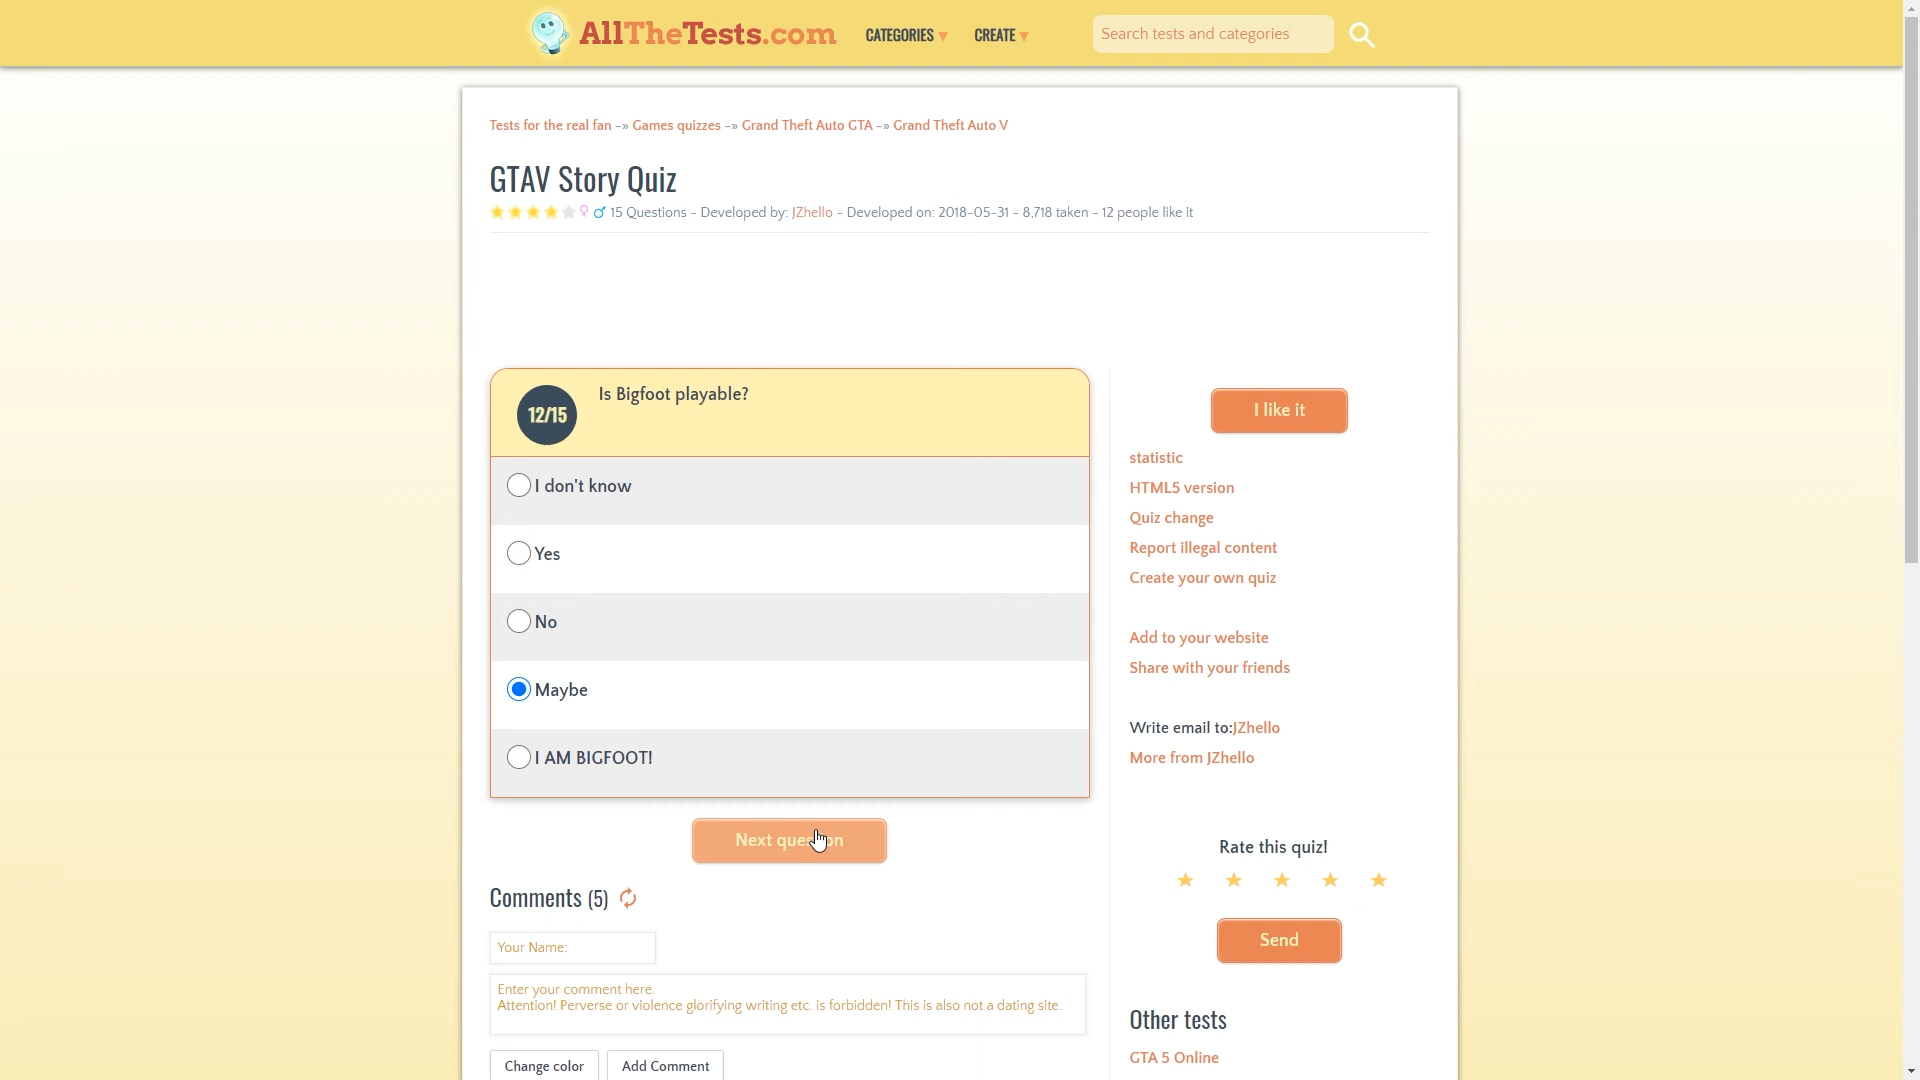 AllTheTests.com
CATEGORIES ▼
CREATE ▼
Search tests and categories
Tests for the real fan -» Games quizzes -» Grand Theft Auto GTA -» Grand Theft Auto V
GTAV Story Quiz
15 Questions - Developed by: JZhello - Developed on: 2018-05-31 - 8,718 taken - 12 people like it
12/15
Is Bigfoot playable?
I don't know
Yes
No
Maybe
I AM BIGFOOT!
Next question
Comments (5)
Your Name:
Enter your comment here.
Attention! Perverse or violence glorifying writing etc. is forbidden! This is also not a dating site.
Change color
Add Comment
I like it
statistic
HTML5 version
Quiz change
Report illegal content
Create your own quiz
Add to your website
Share with your friends
Write email to:JZhello
More from JZhello
Rate this quiz!
Send
Other tests
GTA 5 Online